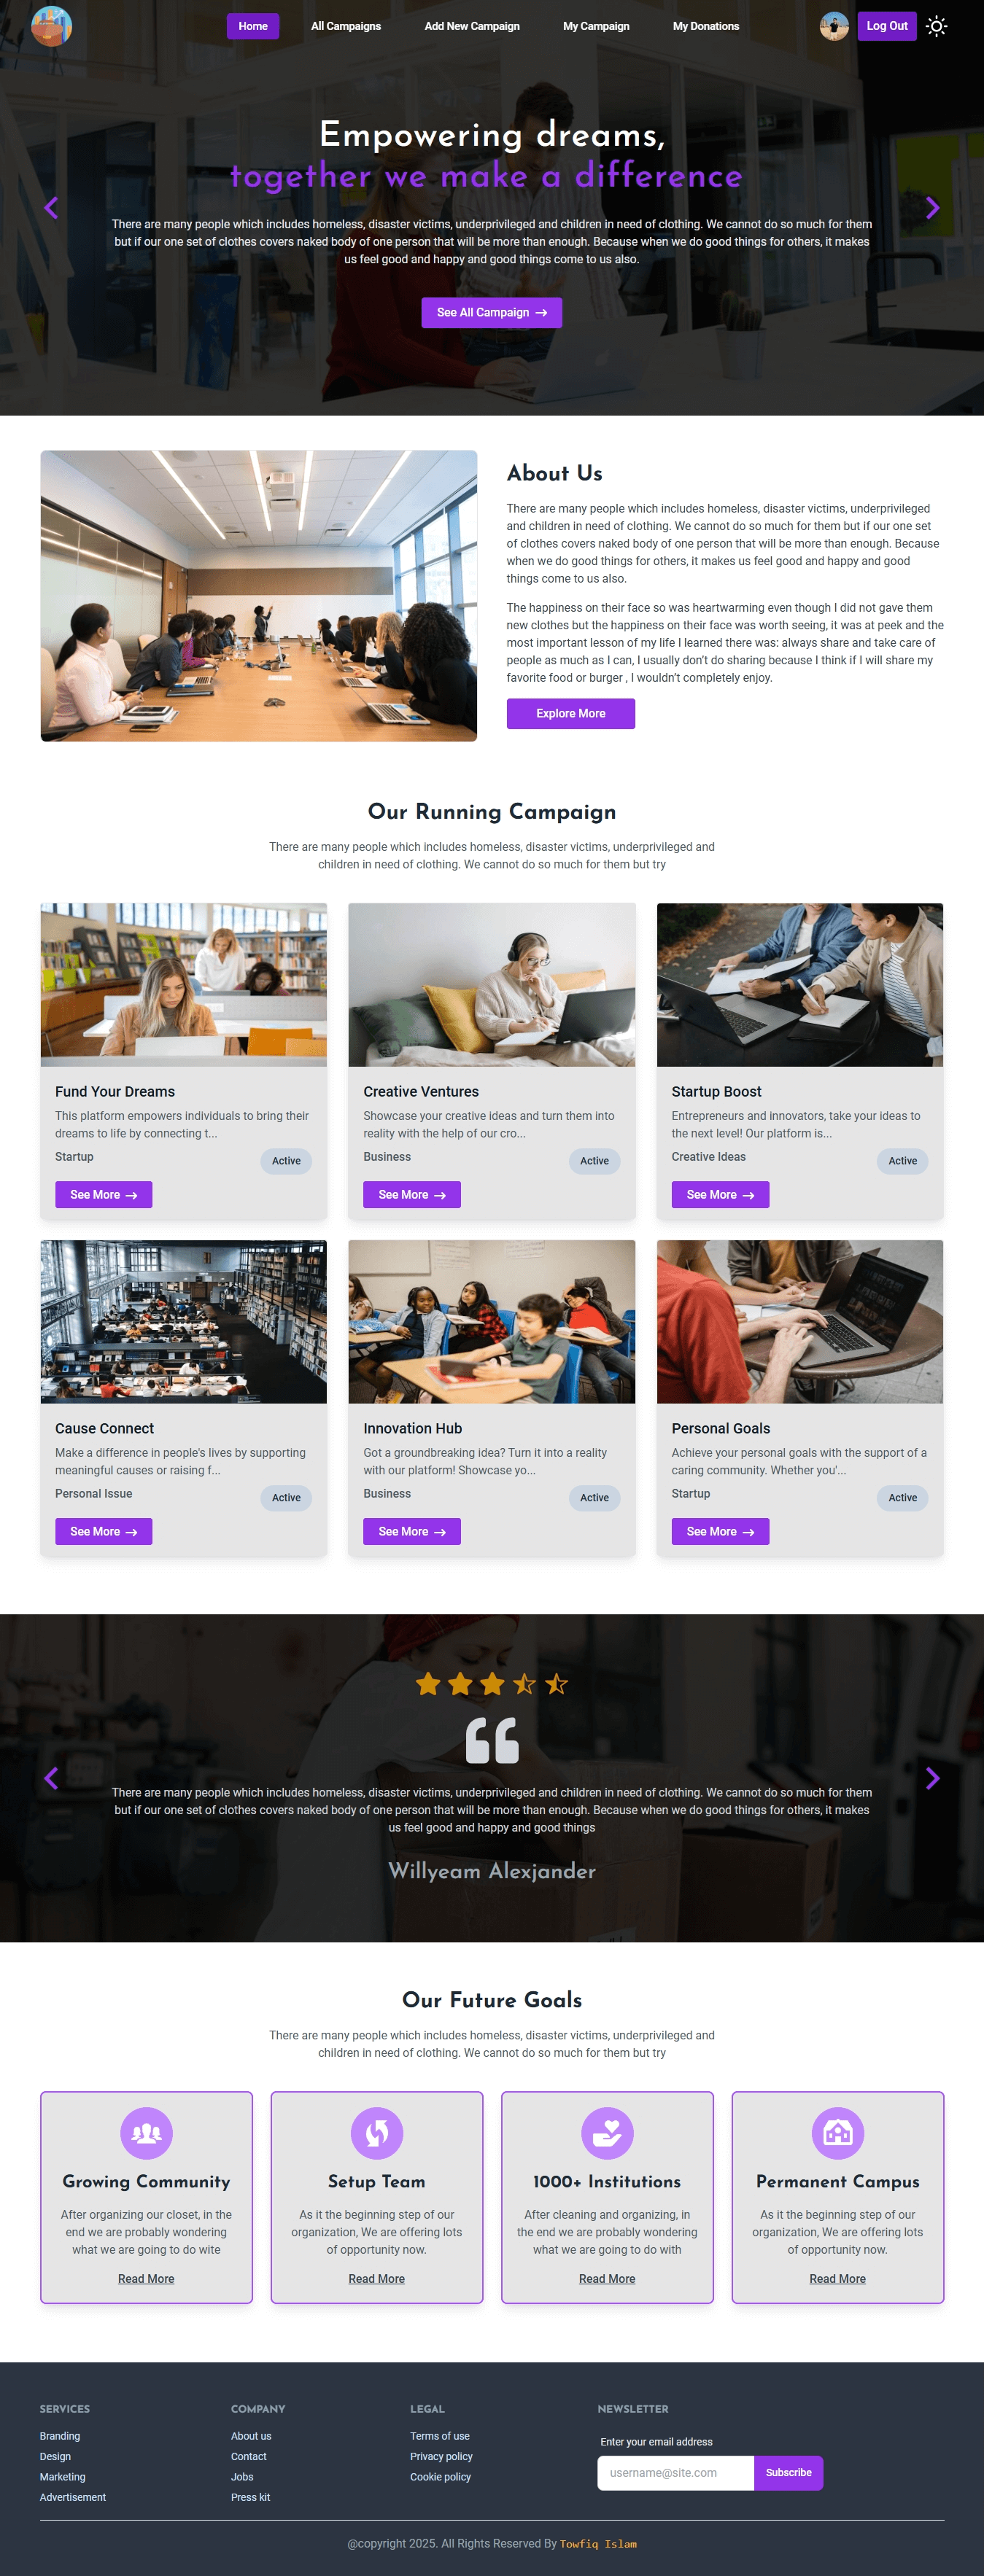 Home
All Campaigns
Add New Campaign
My Campaign
My Donations
Log Out
Empowering dreams,
together we make a difference
There are many people which includes homeless, disaster victims, underprivileged and children in need of clothing. We cannot do so much for them
but if our one set of clothes covers naked body of one person that will be more than enough. Because when we do good things for others, it makes
us feel good and happy and good things come to us also.
See All Campaign →
About Us
There are many people which includes homeless, disaster victims, underprivileged
and children in need of clothing. We cannot do so much for them but if our one set
of clothes covers naked body of one person that will be more than enough. Because
when we do good things for others, it makes us feel good and happy and good
things come to us also.
The happiness on their face so was heartwarming even though I did not gave them
new clothes but the happiness on their face was worth seeing, it was at peek and the
most important lesson of my life I learned there was: always share and take care of
people as much as I can, I usually don't do sharing because I think if I will share my
favorite food or burger , I wouldn't completely enjoy.
Explore More
Our Running Campaign
There are many people which includes homeless, disaster victims, underprivileged and
children in need of clothing. We cannot do so much for them but try
Fund Your Dreams
This platform empowers individuals to bring their
dreams to life by connecting t...
Startup
Active
See More →
Creative Ventures
Showcase your creative ideas and turn them into
reality with the help of our cro...
Business
Active
See More →
Startup Boost
Entrepreneurs and innovators, take your ideas to
the next level! Our platform is...
Creative Ideas
Active
See More →
Cause Connect
Make a difference in people's lives by supporting
meaningful causes or raising f...
Personal Issue
Active
See More →
Innovation Hub
Got a groundbreaking idea? Turn it into a reality
with our platform! Showcase yo...
Business
Active
See More →
Personal Goals
Achieve your personal goals with the support of a
caring community. Whether you'...
Startup
Active
See More →
There are many people which includes homeless, disaster victims, underprivileged and children in need of clothing. We cannot do so much for them
but if our one set of clothes covers naked body of one person that will be more than enough. Because when we do good things for others, it makes
us feel good and happy and good things
Willyeam Alexjander
Our Future Goals
There are many people which includes homeless, disaster victims, underprivileged and
children in need of clothing. We cannot do so much for them but try
Growing Community
After organizing our closet, in the
end we are probably wondering
what we are going to do wite
Read More
Setup Team
As it the beginning step of our
organization, We are offering lots
of opportunity now.
Read More
1000+ Institutions
After cleaning and organizing, in
the end we are probably wondering
what we are going to do with
Read More
Permanent Campus
As it the beginning step of our
organization, We are offering lots
of opportunity now.
Read More
SERVICES
Branding
Design
Marketing
Advertisement
COMPANY
About us
Contact
Jobs
Press kit
LEGAL
Terms of use
Privacy policy
Cookie policy
NEWSLETTER
Enter your email address
username@site.com
Subscribe
@copyright 2025. All Rights Reserved By Towfiq Islam